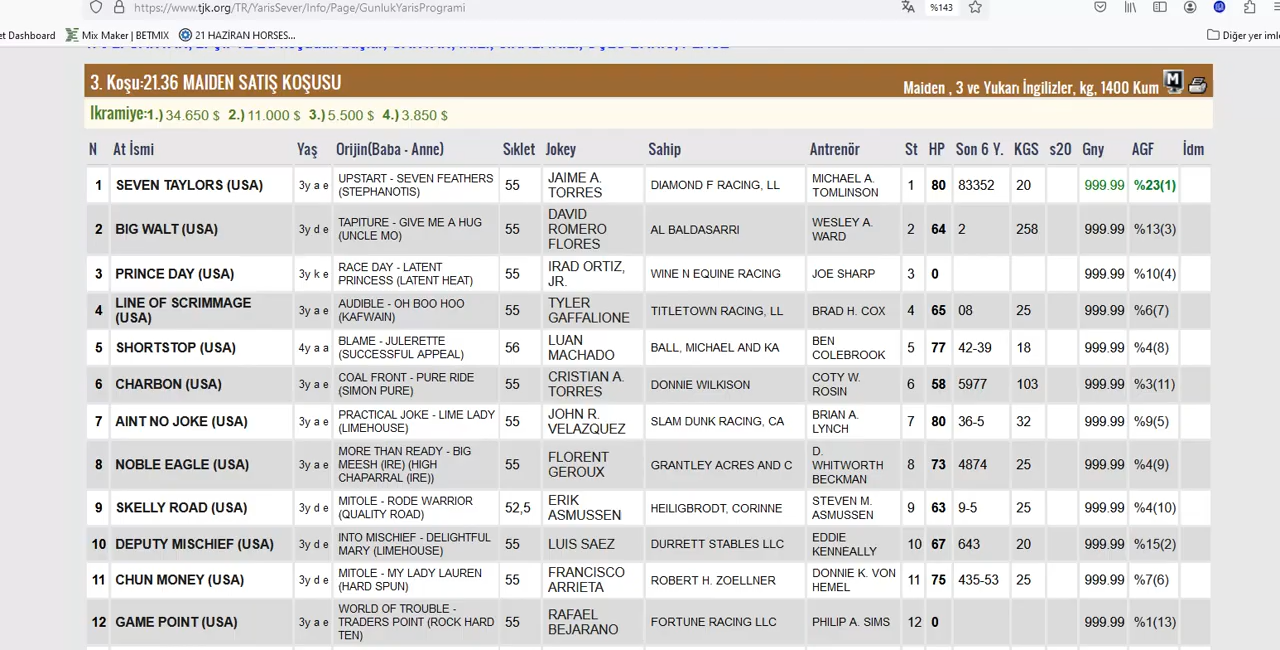 https://www.tjk.org/TR/YarisSever/Info/Page/GunlukYarisProgrami
%143
et Dashboard
Mix Maker | BETMIX
21 HAZİRAN HORSES...
Diğer yer imle
3. Koşu:21.36 MAIDEN SATIŞ KOŞUSU
Maiden , 3 ve Yukarı İngilizler, kg, 1400 Kum
M
İkramiye:1.) 34.650 $ 2.) 11.000 $ 3.) 5.500 $ 4.) 3.850 $
N At İsmi Yaş Orijin(Baba - Anne) Sıklet Jokey Sahip Antrenör St HP Son 6 Y. KGS s20 Gny AGF İdm
1 SEVEN TAYLORS (USA) 3y a e UPSTART - SEVEN FEATHERS (STEPHANOTIS) 55 JAIME A. TORRES DIAMOND F RACING, LL MICHAEL A. TOMLINSON 1 80 83352 20 999.99 %23(1)
2 BIG WALT (USA) 3y d e TAPITURE - GIVE ME A HUG (UNCLE MO) 55 DAVID ROMERO FLORES AL BALDASARRI WESLEY A. WARD 2 64 2 258 999.99 %13(3)
3 PRINCE DAY (USA) 3y k e RACE DAY - LATENT PRINCESS (LATENT HEAT) 55 IRAD ORTIZ, JR. WINE N EQUINE RACING JOE SHARP 3 0 999.99 %10(4)
4 LINE OF SCRIMMAGE (USA) 3y a e AUDIBLE - OH BOO HOO (KAFWAIN) 55 TYLER GAFFALIONE TITLETOWN RACING, LL BRAD H. COX 4 65 08 25 999.99 %6(7)
5 SHORTSTOP (USA) 4y a a BLAME - JULERETTE (SUCCESSFUL APPEAL) 56 LUAN MACHADO BALL, MICHAEL AND KA BEN COLEBROOK 5 77 42-39 18 999.99 %4(8)
6 CHARBON (USA) 3y a e COAL FRONT - PURE RIDE (SIMON PURE) 55 CRISTIAN A. TORRES DONNIE WILKISON COTY W. ROSIN 6 58 5977 103 999.99 %3(11)
7 AINT NO JOKE (USA) 3y a e PRACTICAL JOKE - LIME LADY (LIMEHOUSE) 55 JOHN R. VELAZQUEZ SLAM DUNK RACING, CA BRIAN A. LYNCH 7 80 36-5 32 999.99 %9(5)
8 NOBLE EAGLE (USA) 3y a e MORE THAN READY - BIG MEESH (IRE) (HIGH CHAPARRAL (IRE)) 55 FLORENT GEROUX GRANTLEY ACRES AND C D. WHITWORTH BECKMAN 8 73 4874 25 999.99 %4(9)
9 SKELLY ROAD (USA) 3y d e MITOLE - RODE WARRIOR (QUALITY ROAD) 52,5 ERIK ASMUSSEN HEILIGBRODT, CORINNE STEVEN M. ASMUSSEN 9 63 9-5 25 999.99 %4(10)
10 DEPUTY MISCHIEF (USA) 3y d e INTO MISCHIEF - DELIGHTFUL MARY (LIMEHOUSE) 55 LUIS SAEZ DURRETT STABLES LLC EDDIE KENNEALLY 10 67 643 20 999.99 %15(2)
11 CHUN MONEY (USA) 3y d e MITOLE - MY LADY LAUREN (HARD SPUN) 55 FRANCISCO ARRIETA ROBERT H. ZOELLNER DONNIE K. VON HEMEL 11 75 435-53 25 999.99 %7(6)
12 GAME POINT (USA) 3y a e WORLD OF TROUBLE - TRADERS POINT (ROCK HARD TEN) 55 RAFAEL BEJARANO FORTUNE RACING LLC PHILIP A. SIMS 12 0 999.99 %1(13)